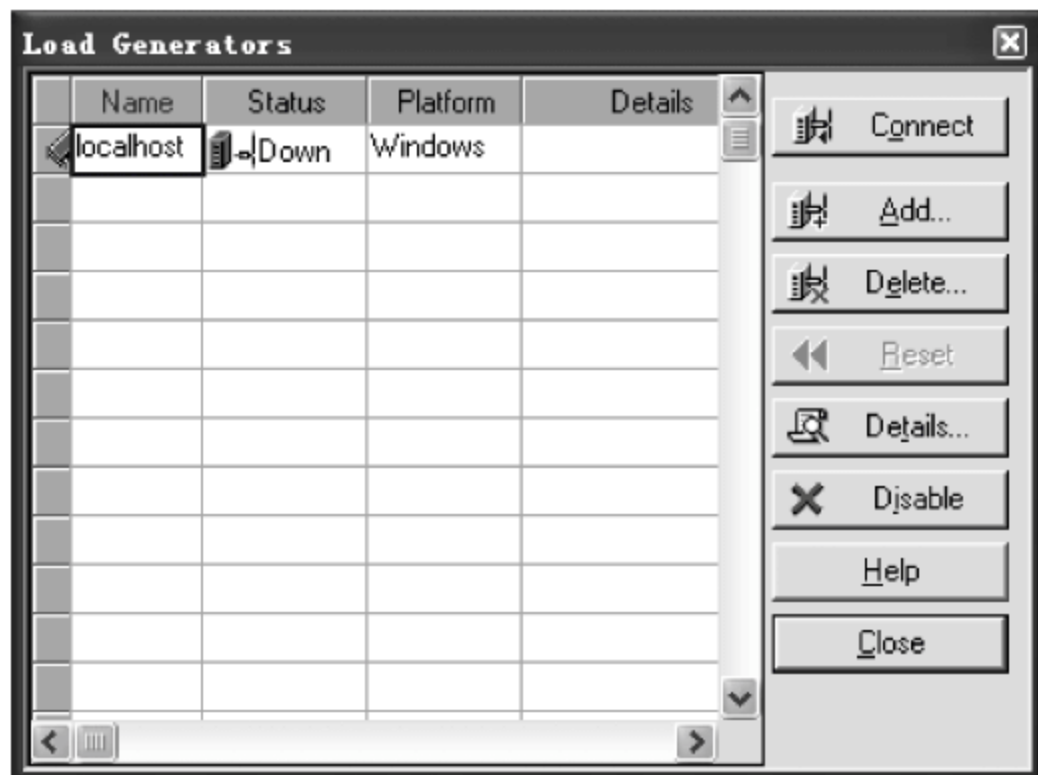 Load Generators
Name Status Platform Details
localhost Down Windows
Connect
Add...
Delete...
Reset
Details...
Disable
Help
Close